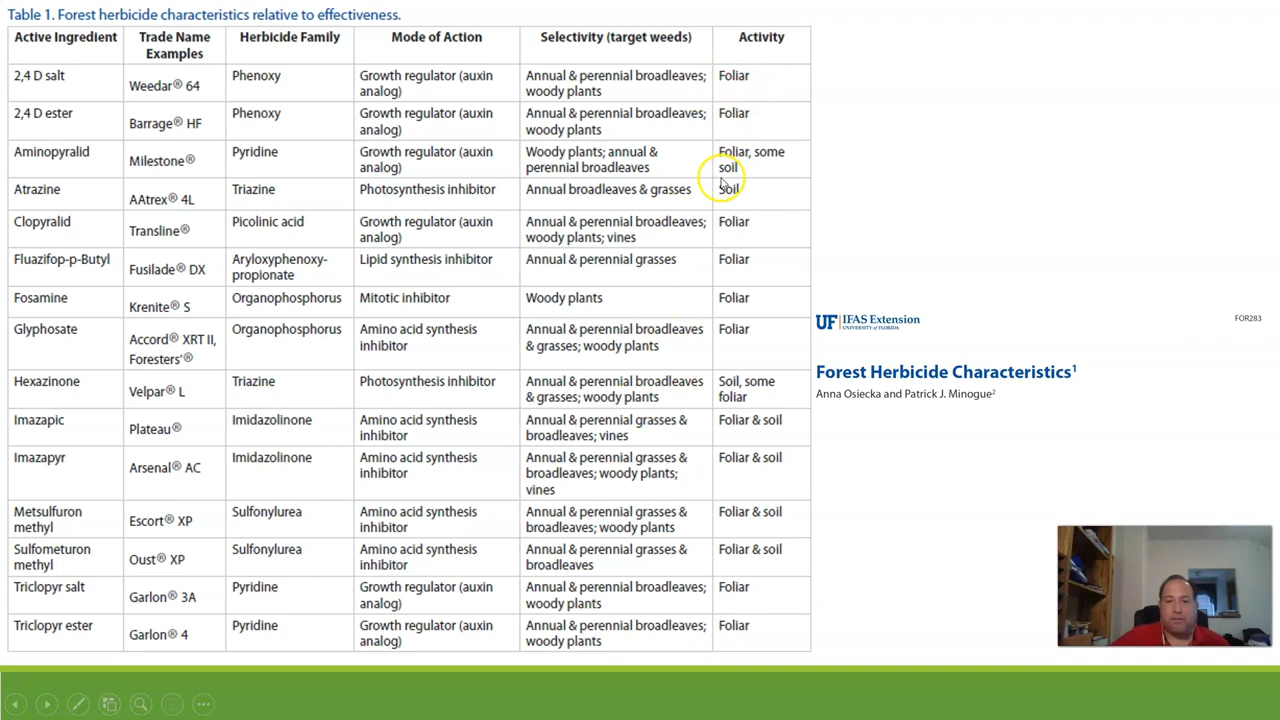 Table 1. Forest herbicide characteristics relative to effectiveness.
Active Ingredient Trade Name Examples Herbicide Family Mode of Action Selectivity (target weeds) Activity
2,4 D salt Weedar® 64 Phenoxy Growth regulator (auxin analog) Annual & perennial broadleaves; woody plants Foliar
2,4 D ester Barrage® HF Phenoxy Growth regulator (auxin analog) Annual & perennial broadleaves; woody plants Foliar
Aminopyralid Milestone® Pyridine Growth regulator (auxin analog) Woody plants; annual & perennial broadleaves Foliar, some soil
Atrazine AAtrex® 4L Triazine Photosynthesis inhibitor Annual broadleaves & grasses Soil
Clopyralid Transline® Picolinic acid Growth regulator (auxin analog) Annual & perennial broadleaves; woody plants; vines Foliar
Fluazifop-p-Butyl Fusilade® DX Aryloxyphenoxy-propionate Lipid synthesis inhibitor Annual & perennial grasses Foliar
Fosamine Krenite® S Organophosphorus Mitotic inhibitor Woody plants Foliar
Glyphosate Accord® XRT II, Foresters'® Organophosphorus Amino acid synthesis inhibitor Annual & perennial broadleaves & grasses; woody plants Foliar
Hexazinone Velpar® L Triazine Photosynthesis inhibitor Annual & perennial broadleaves & grasses; woody plants Soil, some foliar
Imazapic Plateau® Imidazolinone Amino acid synthesis inhibitor Annual & perennial grasses & broadleaves; vines Foliar & soil
Imazapyr Arsenal® AC Imidazolinone Amino acid synthesis inhibitor Annual & perennial grasses & broadleaves; woody plants; vines Foliar & soil
Metsulfuron methyl Escort® XP Sulfonylurea Amino acid synthesis inhibitor Annual & perennial grasses & broadleaves; woody plants Foliar & soil
Sulfometuron methyl Oust® XP Sulfonylurea Amino acid synthesis inhibitor Annual & perennial grasses & broadleaves Foliar & soil
Triclopyr salt Garlon® 3A Pyridine Growth regulator (auxin analog) Annual & perennial broadleaves; woody plants Foliar
Triclopyr ester Garlon® 4 Pyridine Growth regulator (auxin analog) Annual & perennial broadleaves; woody plants Foliar
UF IFAS Extension
UNIVERSITY of FLORIDA
FOR283
Forest Herbicide Characteristics1
Anna Osiecka and Patrick J. Minogue2